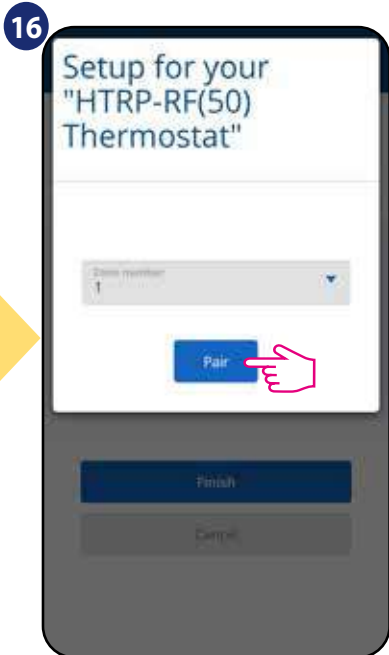 16
Setup for your
"HTRP-RF(50)
Thermostat"
Zone number
1
Pair
Finish
Cancel